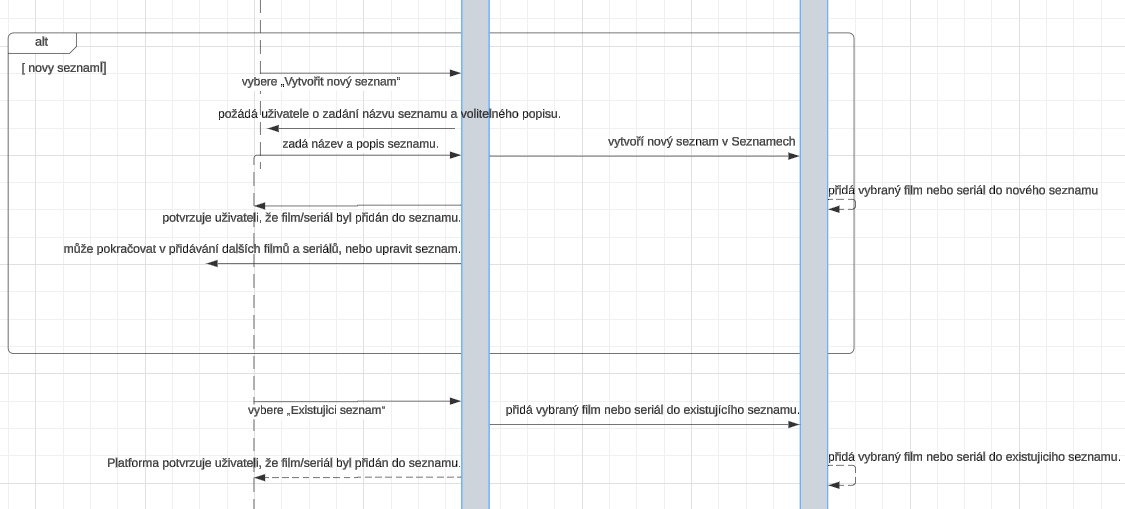 alt
[ novy seznaml]
vybere „Vytvořit nový seznam“
požádá uživatele o zadání názvu seznamu a volitelného popisu.
zadá název a popis seznamu.
vytvoří nový seznam v Seznamech
přidá vybraný film nebo seriál do nového seznamu
potvrzuje uživateli, že film/seriál byl přidán do seznamu.
může pokračovat v přidávání dalších filmů a seriálů, nebo upravit seznam.
vybere „Existujici seznam“
přidá vybraný film nebo seriál do existujícího seznamu.
Platforma potvrzuje uživateli, že film/seriál byl přidán do seznamu.
přidá vybraný film nebo seriál do existujiciho seznamu.